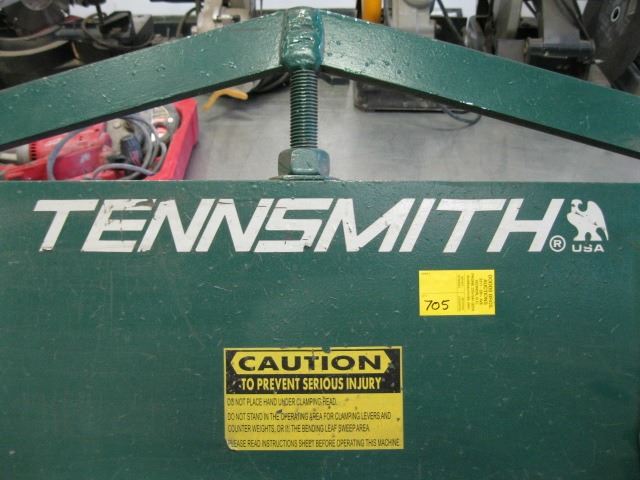 TENNSMITH®
USA
705
CAUTION
TO PREVENT SERIOUS INJURY
DO NOT PLACE HAND UNDER CLAMPING READ.
DO NOT STAND IN THE OPERATING AREA FOR CLAMPING LEVERS AND
COUNTER WEIGHTS, OR IN THE BENDING LEAF SWEEP AREA.
PLEASE READ INSTRUCTIONS SHEET BEFORE OPERATING THIS MACHINE